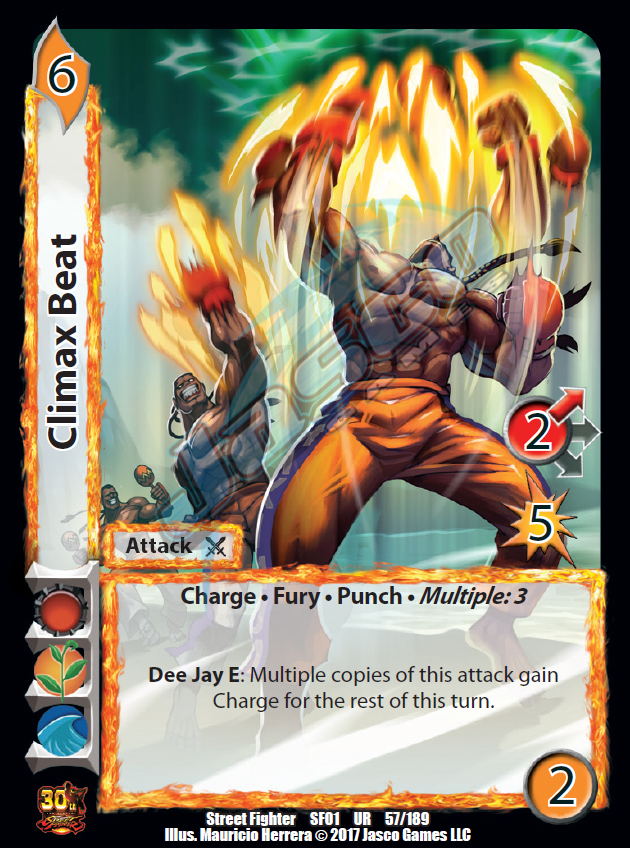 6
Climax Beat
2
5
Attack
Charge • Fury • Punch • Multiple: 3
Dee Jay E: Multiple copies of this attack gain
Charge for the rest of this turn.
2
30
Street Fighter SF01 UR 57/189
Illus. Mauricio Herrera © 2017 Jasco Games LLC